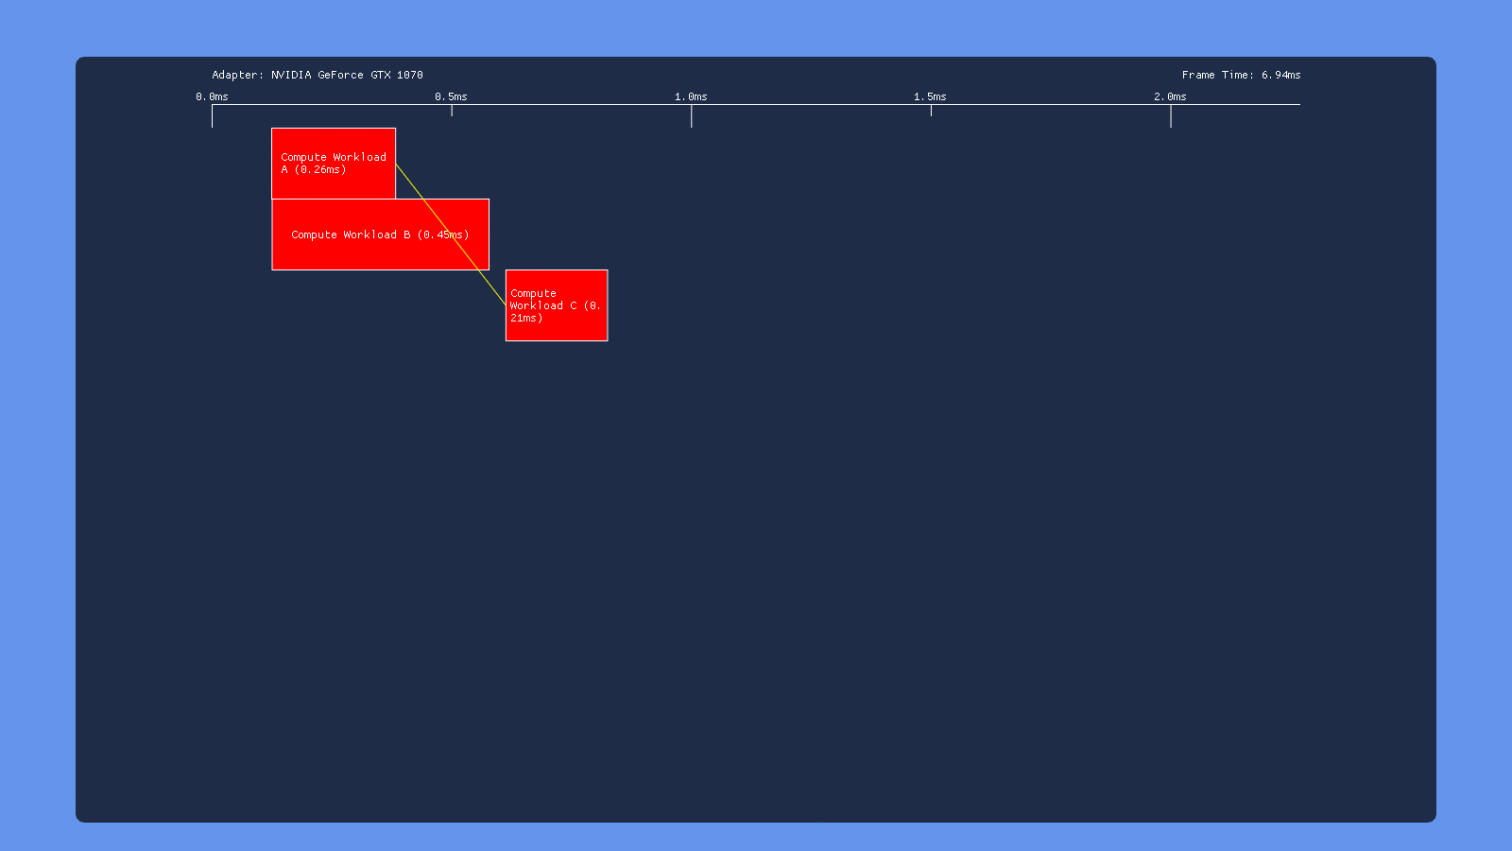 Adapter: NVIDIA GeForce GTX 1070
Frame Time: 6.94ms
0.0ms
0.5ms
1.0ms
1.5ms
2.0ms
Compute Workload
A (0.26ms)
Compute Workload B (0.45ms)
Compute
Workload C (0.
21ms)